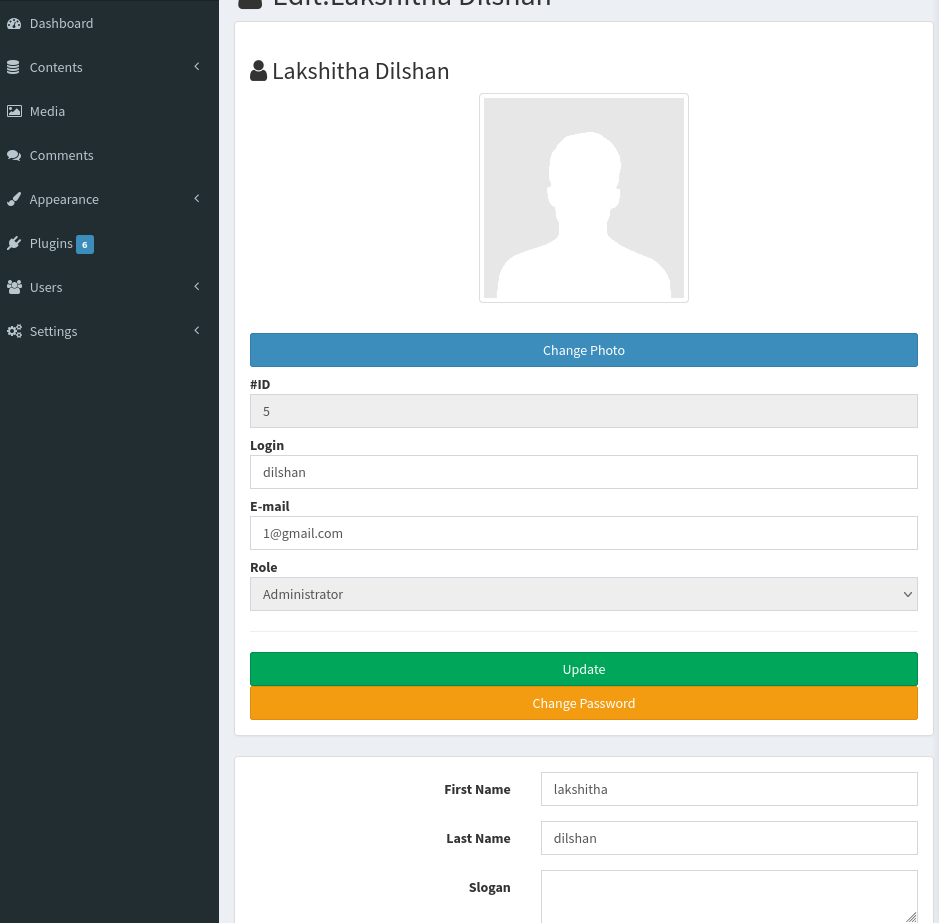 Edit:Lakshitha Dilshan
Dashboard
Contents
Media
Comments
Appearance
Plugins 6
Users
Settings
Lakshitha Dilshan
Change Photo
#ID
5
Login
dilshan
E-mail
1@gmail.com
Role
Administrator
Update
Change Password
First Name
lakshitha
Last Name
dilshan
Slogan